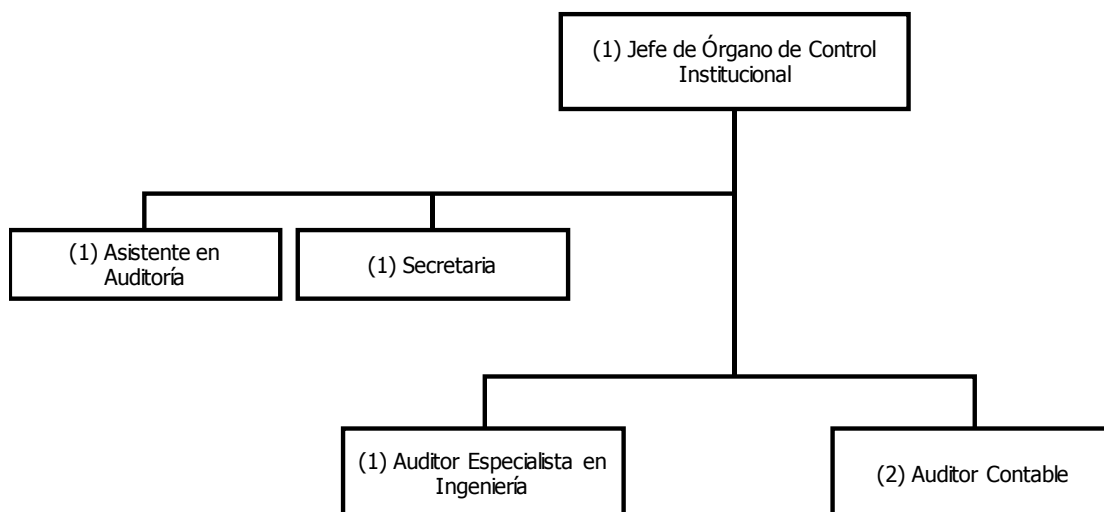 (1) Jefe de Órgano de Control
Institucional
(1) Asistente en
Auditoría
(1) Secretaria
(1) Auditor Especialista en
Ingeniería
(2) Auditor Contable